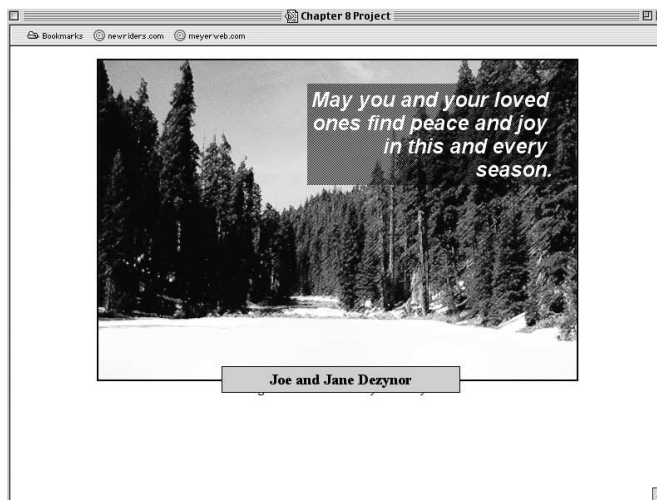 Chapter 8 Project
Bookmarks newriders.com meyerweb.com
May you and your loved
ones find peace and joy
in this and every
season.
Joe and Jane Dezynor